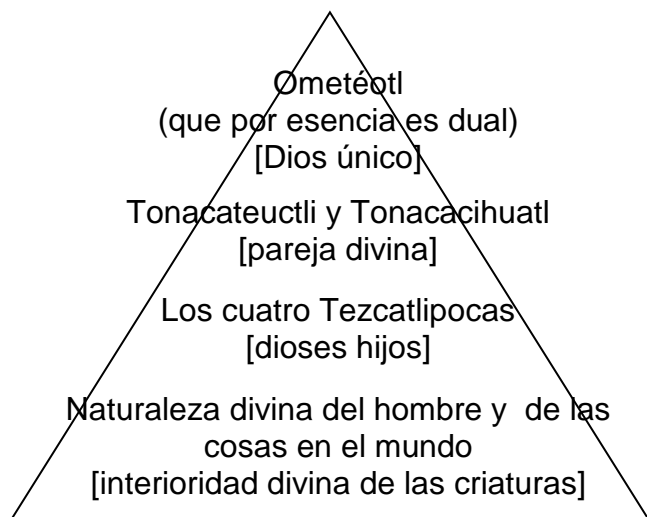 Ometéotl
(que por esencia es dual)
[Dios único]
Tonacateuctli y Tonacacihuatl
[pareja divina]
Los cuatro Tezcatlipocas
[dioses hijos]
Naturaleza divina del hombre y de las
cosas en el mundo
[interioridad divina de las criaturas]